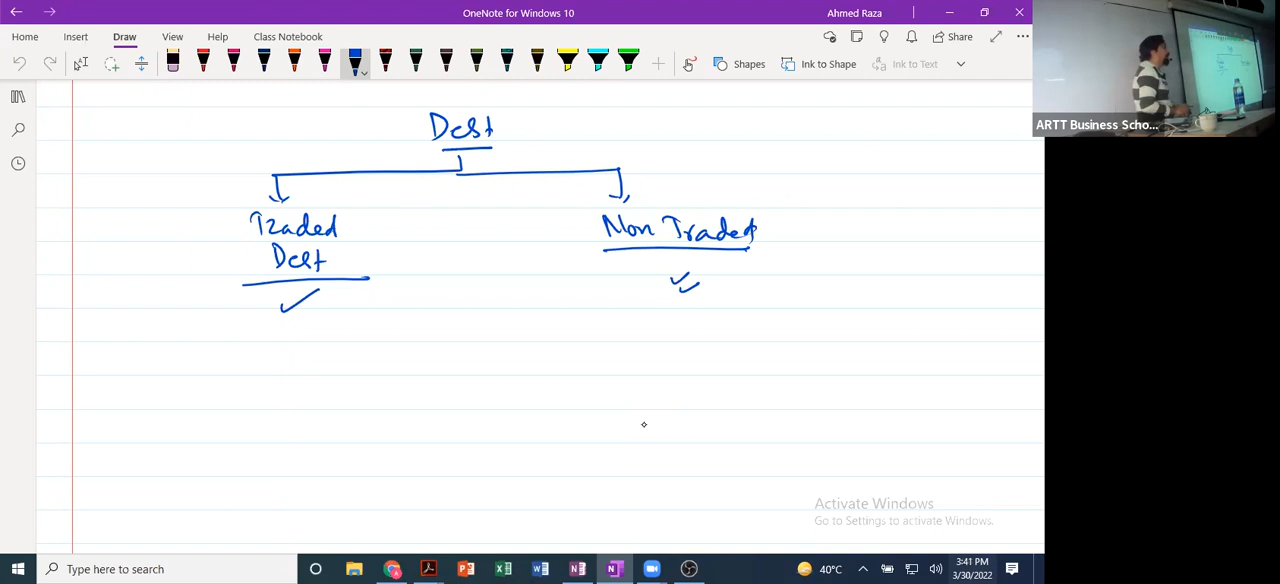 OneNote for Windows 10
Ahmed Raza
Home Insert Draw View Help Class Notebook
Share
Shapes Ink to Shape Ink to Text
ARTT Business Scho...
Debt
Traded
Debt
Non Traded
Activate Windows
Go to Settings to activate Windows.
Type here to search
40°C
3:41 PM
3/30/2022